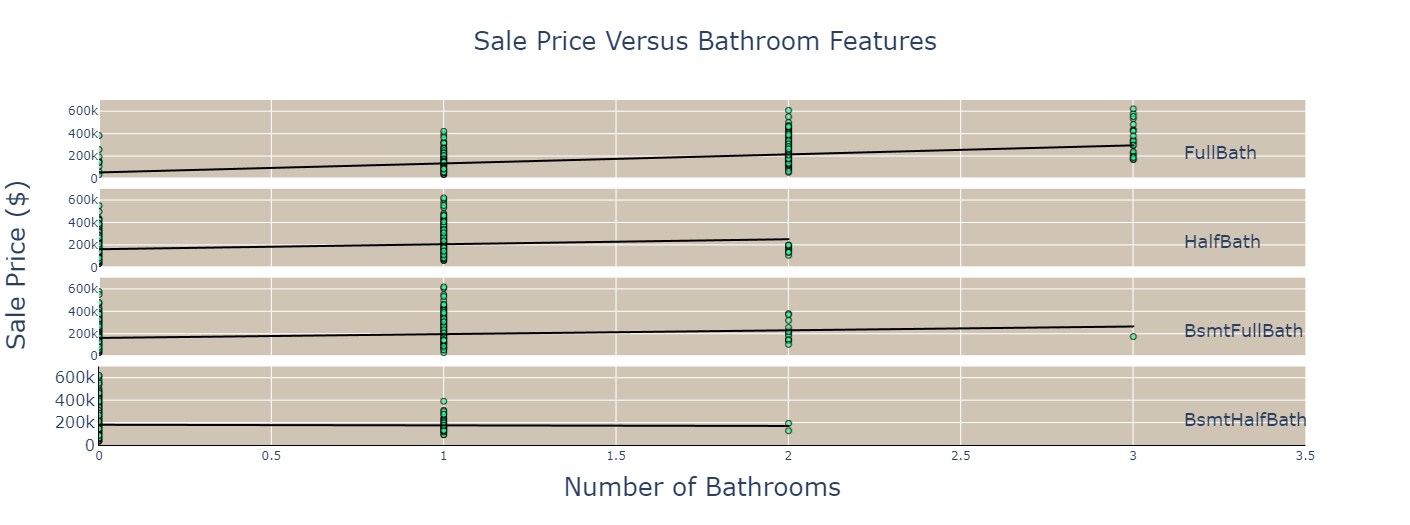 Sale Price Versus Bathroom Features
Sale Price ($)
600k
400k
200k
0
FullBath
600k
400k
200k
0
HalfBath
600k
400k
200k
0
BsmtFullBath
600k
400k
200k
0
BsmtHalfBath
0 0.5 1 1.5 2 2.5 3 3.5
Number of Bathrooms